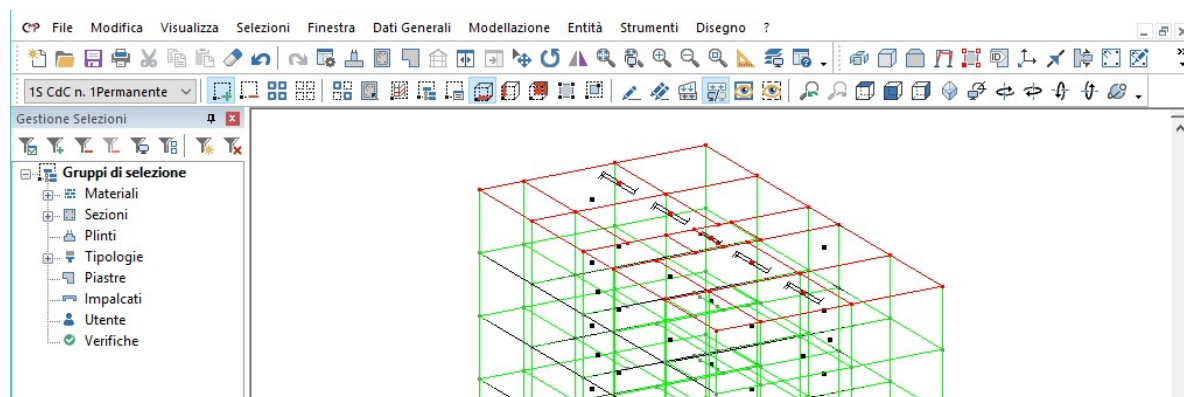 CMP File Modifica Visualizza Selezioni Finestra Dati Generali Modellazione Entità Strumenti Disegno ?
1S CdC n. 1Permanente
Gestione Selezioni
Gruppi di selezione
Materiali
Sezioni
Plinti
Tipologie
Piastre
Impalcati
Utente
Verifiche